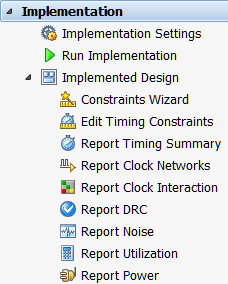 Implementation
Implementation Settings
Run Implementation
Implemented Design
Constraints Wizard
Edit Timing Constraints
Report Timing Summary
Report Clock Networks
Report Clock Interaction
Report DRC
Report Noise
Report Utilization
Report Power